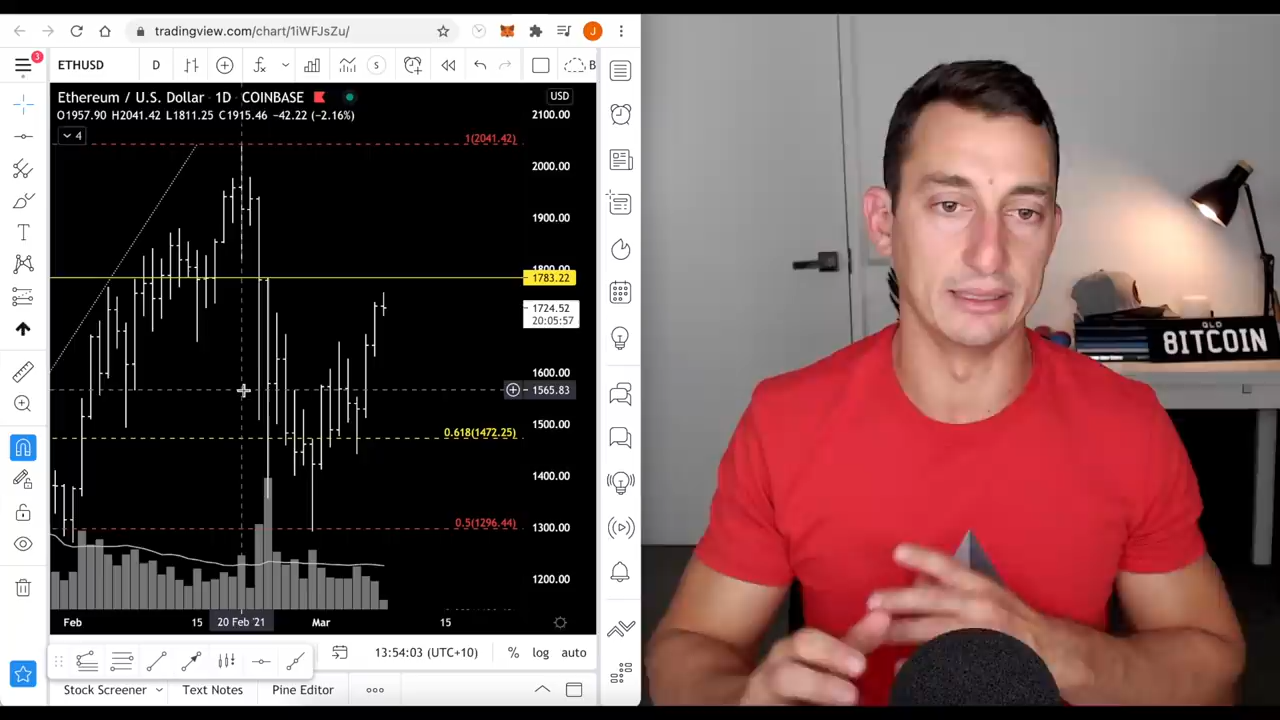 tradingview.com/chart/1iWFJsZu/
J
3
ETHUSD
D
S
B
Ethereum / U.S. Dollar · 1D · COINBASE
USD
O1957.90 H2041.42 L1811.25 C1915.46 −42.22 (−2.16%)
4
2100.00
1(2041.42)
2000.00
1900.00
1800.00
1783.22
1724.52
20:05:57
1600.00
1565.83
1500.00
0.618(1472.25)
1400.00
0.5(1296.44)
1300.00
1200.00
Feb
15
20 Feb '21
Mar
15
13:54:03 (UTC+10)
%
log
auto
Stock Screener
Text Notes
Pine Editor
QLD
BITCOIN